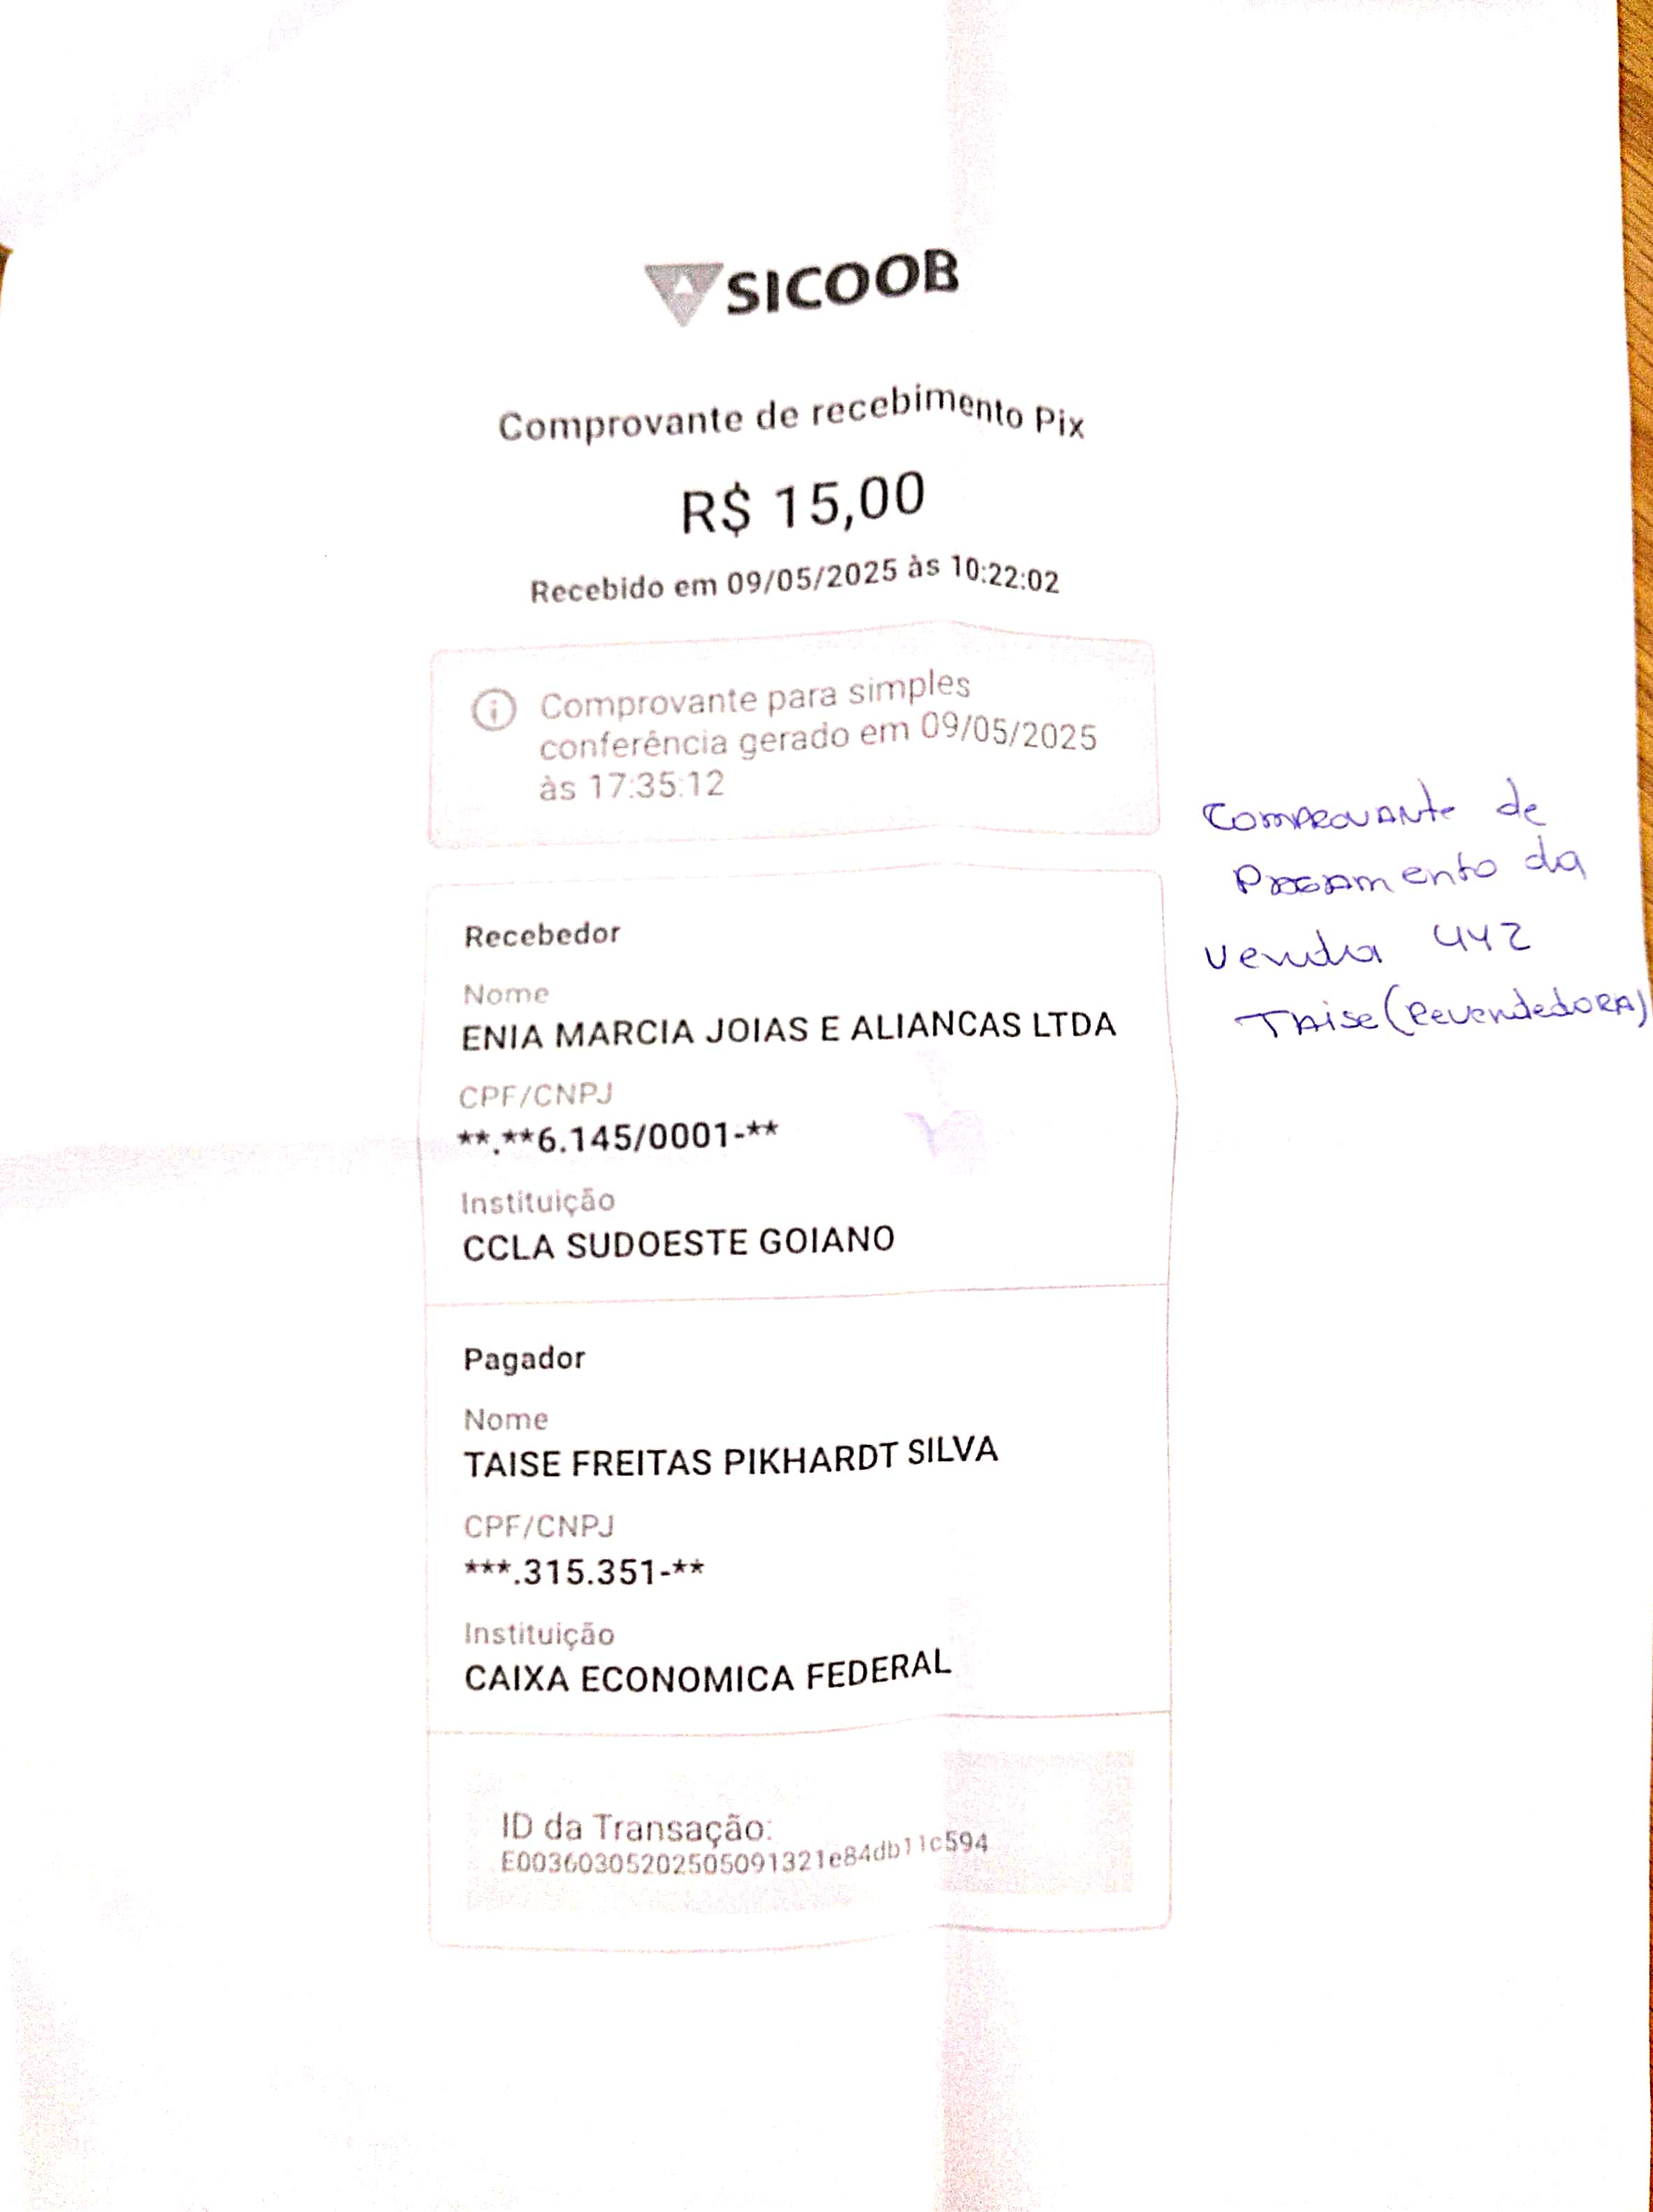 SICOOB
Comprovante de recebimento Pix
R$ 15,00
Recebido em 09/05/2025 às 10:22:02
Comprovante para simples
conferência gerado em 09/05/2025
às 17:35:12
Comprovante de
Pagamento da
venda 442
Taise (Revendedora)
Recebedor
Nome
ENIA MARCIA JOIAS E ALIANCAS LTDA
CPF/CNPJ
**.**6.145/0001-**
Instituição
CCLA SUDOESTE GOIANO
Pagador
Nome
TAISE FREITAS PIKHARDT SILVA
CPF/CNPJ
***.315.351-**
Instituição
CAIXA ECONOMICA FEDERAL
ID da Transação:
E00360305202505091321e84db11c594